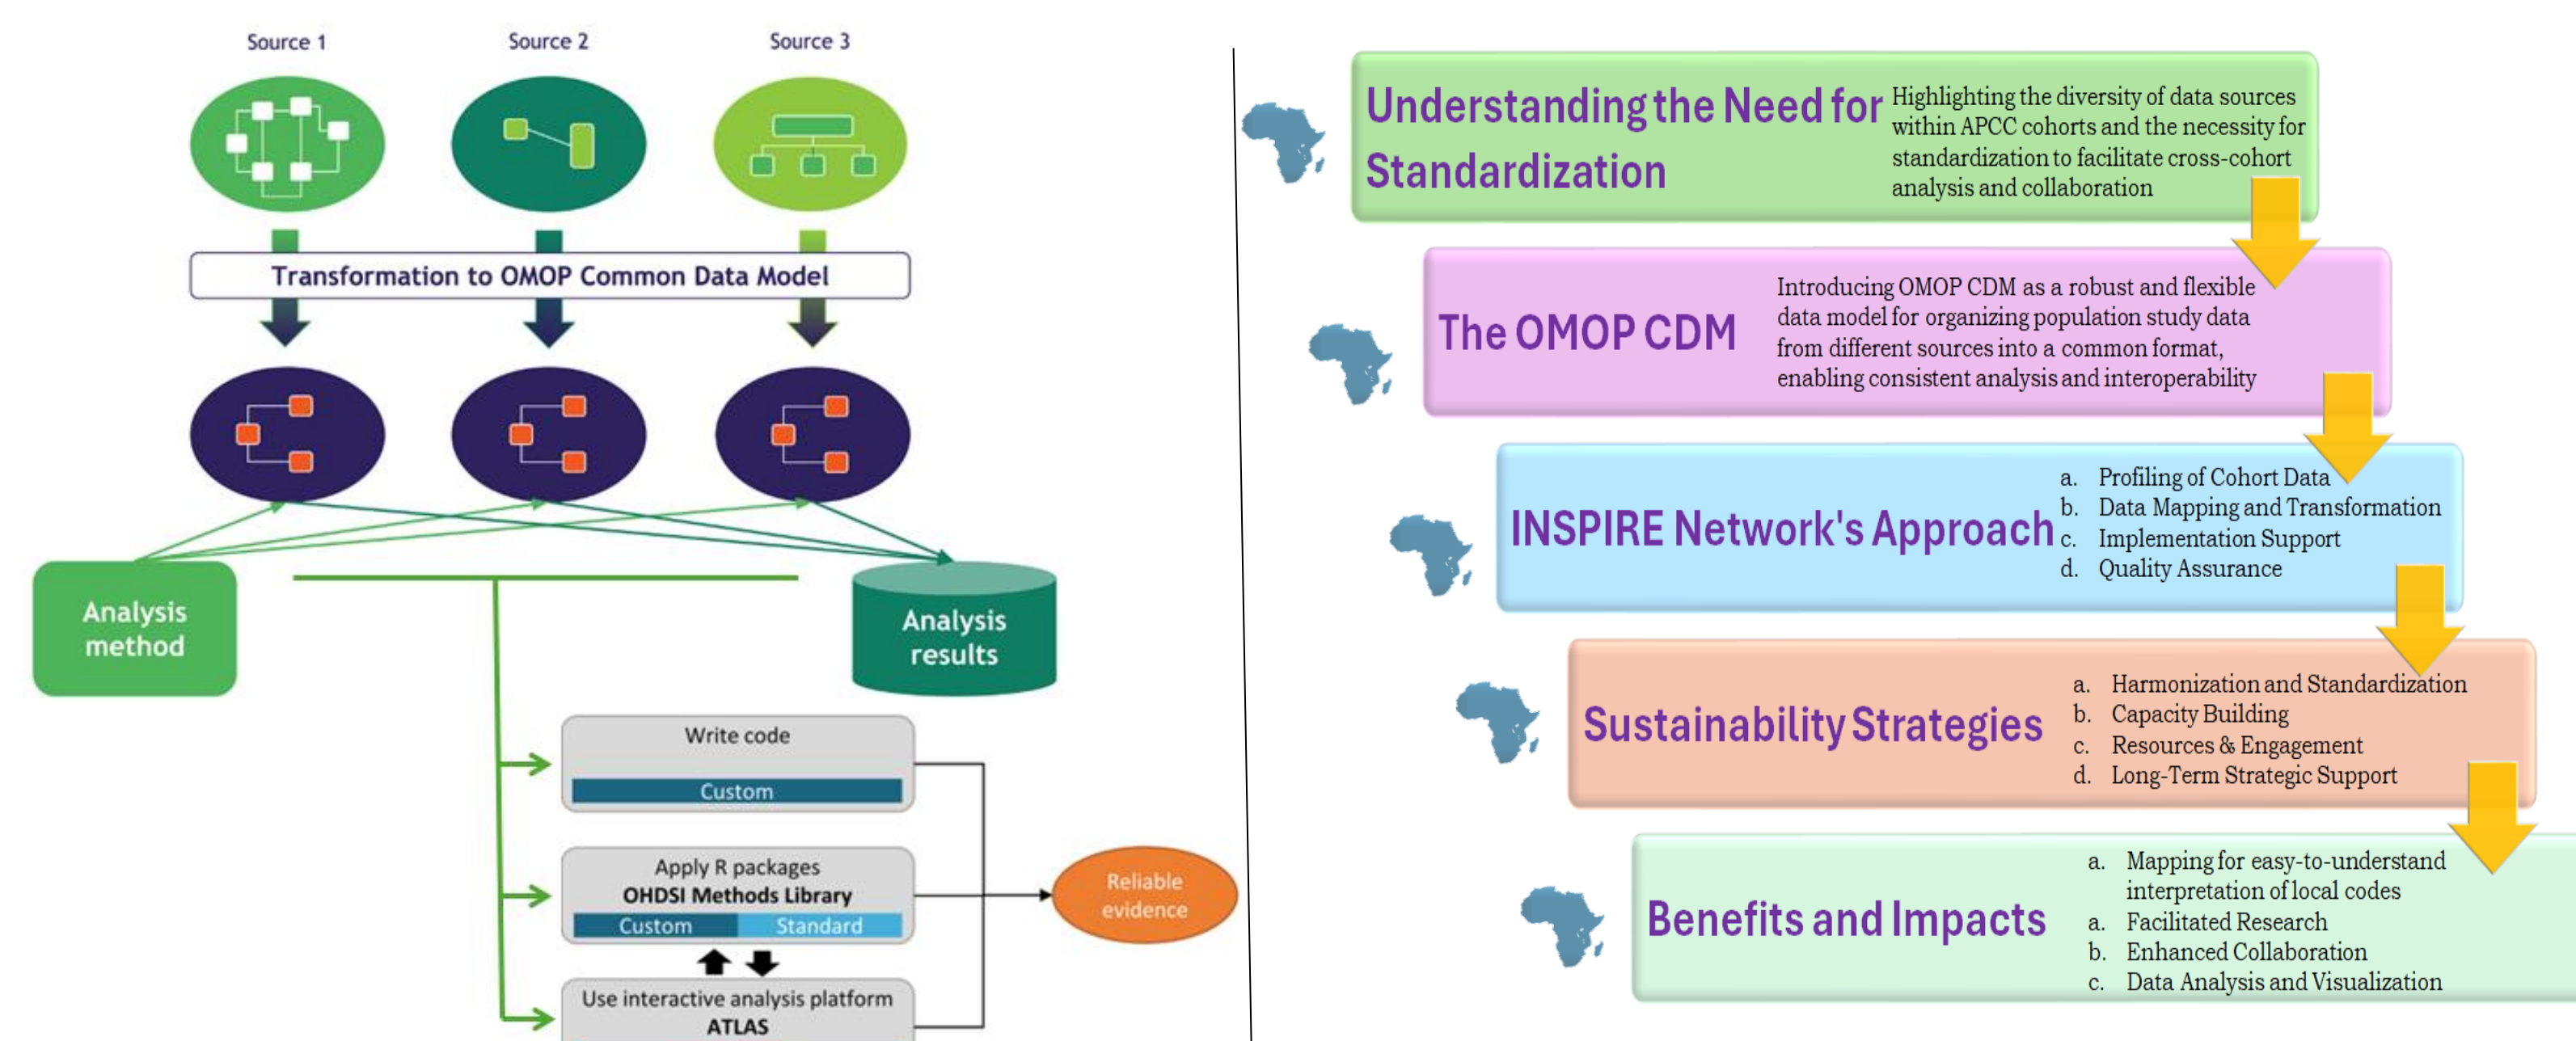 Source 1
Source 2
Source 3
Transformation to OMOP Common Data Model
Analysis
method
Analysis
results
Write code
Custom
Apply R packages
OHDSI Methods Library
Custom
Standard
Use interactive analysis platform
ATLAS
Reliable
evidence
Understanding the Need for
Standardization
Highlighting the diversity of data sources
within APCC cohorts and the necessity for
standardization to facilitate cross-cohort
analysis and collaboration
The OMOP CDM
Introducing OMOP CDM as a robust and flexible
data model for organizing population study data
from different sources into a common format,
enabling consistent analysis and interoperability
INSPIRE Network's Approach
a. Profiling of Cohort Data
b. Data Mapping and Transformation
c. Implementation Support
d. Quality Assurance
Sustainability Strategies
a. Harmonization and Standardization
b. Capacity Building
c. Resources & Engagement
d. Long-Term Strategic Support
Benefits and Impacts
a. Mapping for easy-to-understand
interpretation of local codes
a. Facilitated Research
b. Enhanced Collaboration
c. Data Analysis and Visualization